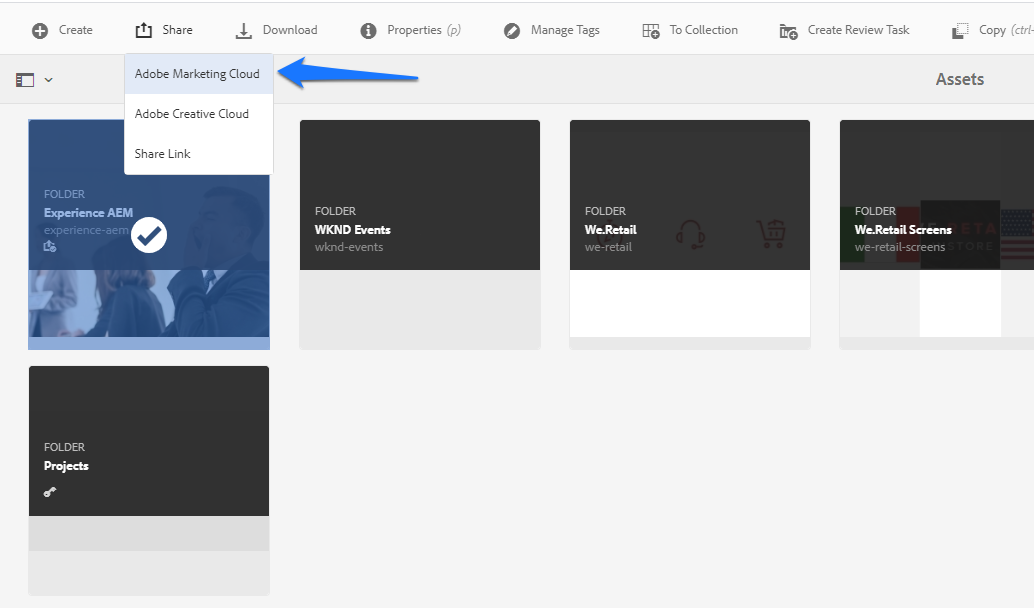 Create
Share
Download
Properties (p)
Manage Tags
To Collection
Create Review Task
Copy (ctrl-
Adobe Marketing Cloud
Adobe Creative Cloud
Share Link
Assets
FOLDER
Experience AEM
experience-aem
FOLDER
WKND Events
wknd-events
FOLDER
We.Retail
we-retail
FOLDER
We.Retail Screens
we-retail-screens
FOLDER
Projects